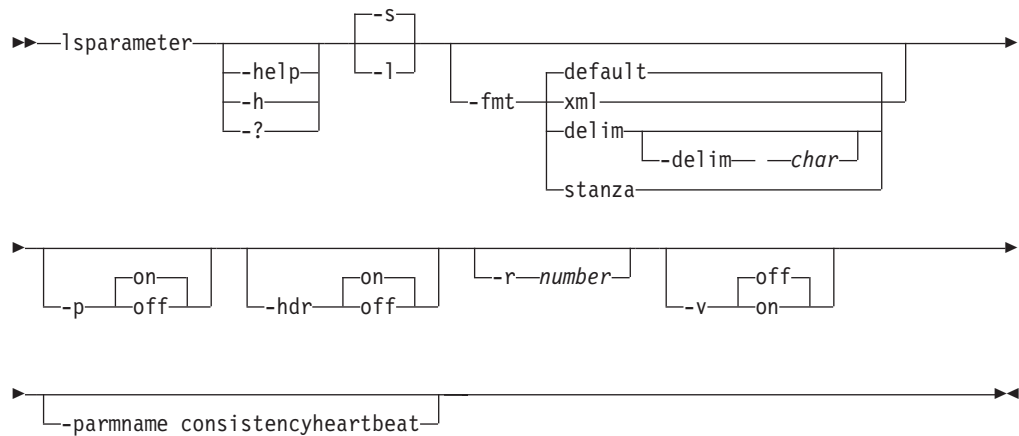 -s
lsparameter
-help -l default
-h -fmt xml
-? delim
-delim char
stanza
on on -r number off
-p off -hdr off -v on
-parmname consistencyheartbeat